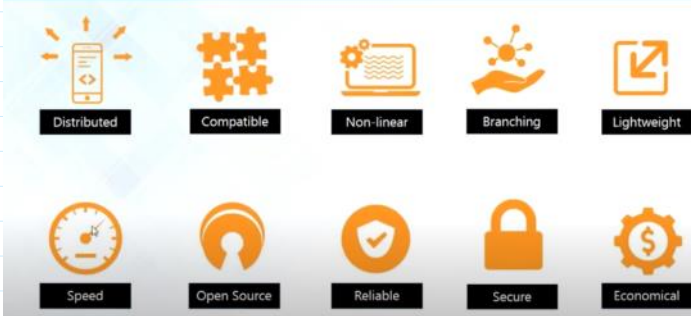 Distributed
Compatible
Non-linear
Branching
Lightweight
Speed
Open Source
Reliable
Secure
Economical